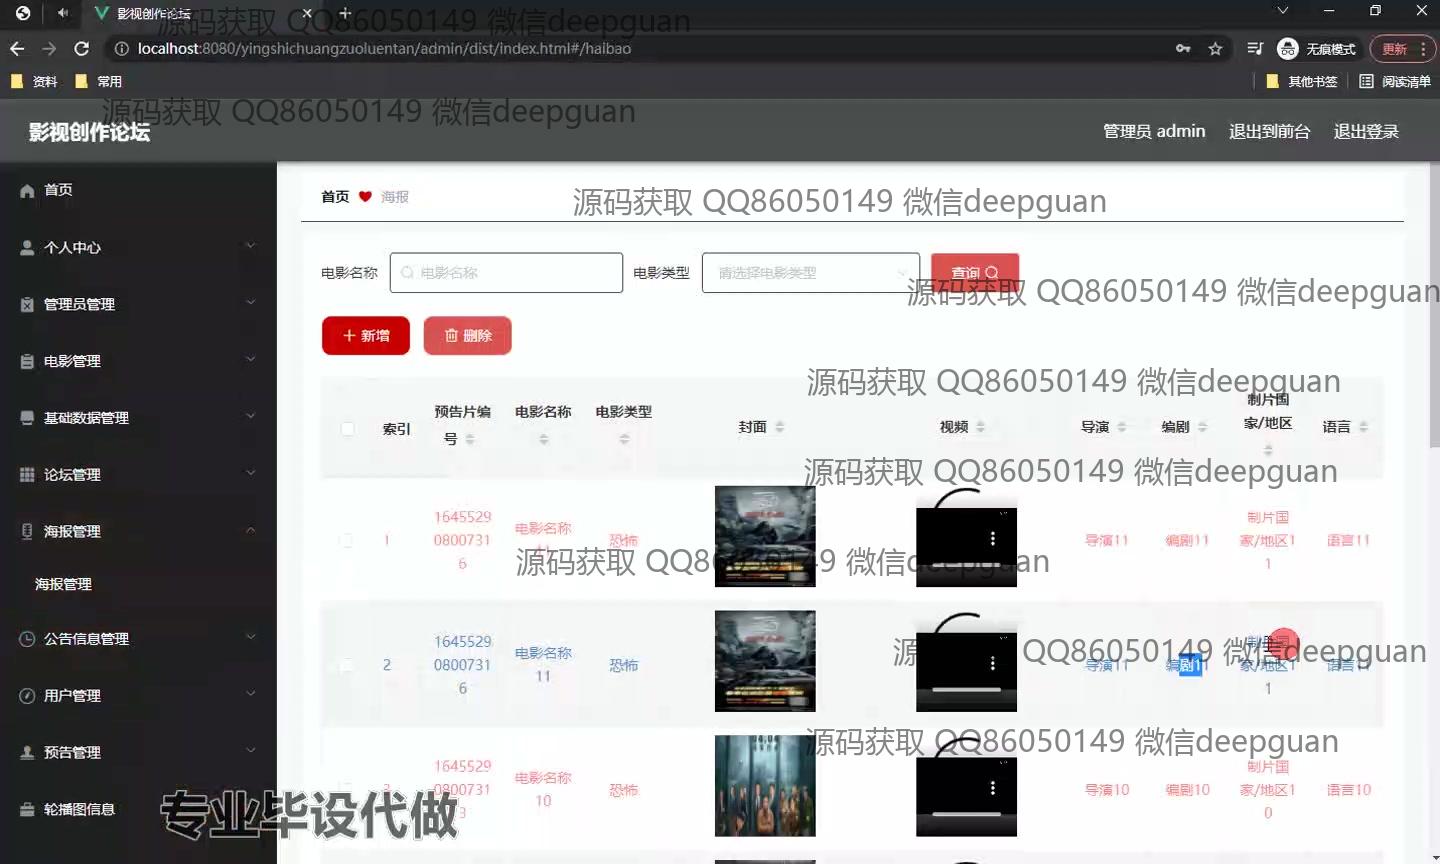 影视创作论坛
源码获取 QQ86050149 微信deepguan
localhost:8080/yingshichuangzuoluentan/admin/dist/index.html#/haibao
无痕模式
更新
资料
常用
其他书签
阅读清单
源码获取 QQ86050149 微信deepguan
影视创作论坛
管理员 admin
退出到前台
退出登录
首页
个人中心
管理员管理
电影管理
基础数据管理
论坛管理
海报管理
海报管理
公告信息管理
用户管理
预告管理
轮播图信息
首页 海报
源码获取 QQ86050149 微信deepguan
电影名称
电影名称
电影类型
请选择电影类型
查询
源码获取 QQ86050149 微信deepguan
新增
删除
源码获取 QQ86050149 微信deepguan
索引
预告片编
号
电影名称
电影类型
封面
视频
导演
编剧
制片国
家/地区
语言
源码获取 QQ86050149 微信deepguan
1
1645529
0800731
6
电影名称
恐怖
导演11
编剧11
制片国
家/地区1
1
语言11
源码获取 QQ86050149 微信deepguan
2
1645529
0800731
6
电影名称
11
恐怖
导演11
编剧11
家/地区1
1
语言11
源码获取 QQ86050149 微信deepguan
1645529
0800731
3
电影名称
10
恐怖
导演10
编剧10
制片国
家/地区1
0
语言10
源码获取 QQ86050149 微信deepguan
专业毕设代做